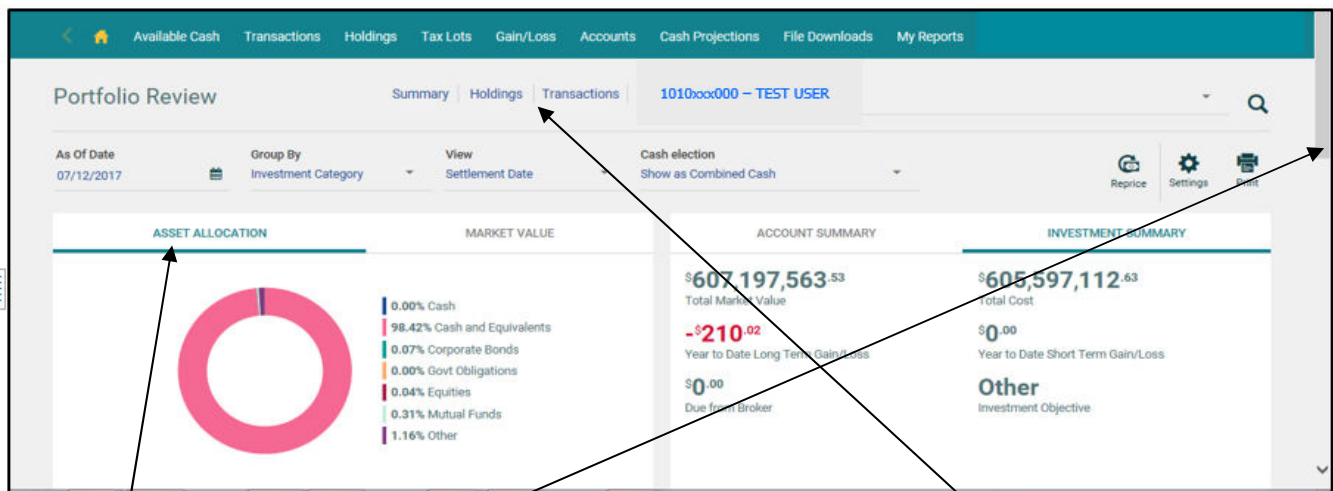 Available Cash Transactions Holdings Tax Lots Gain/Loss Accounts Cash Projections File Downloads My Reports
Portfolio Review Summary Holdings Transactions 1010xxx000 – TEST USER
As Of Date Group By View Cash election
07/12/2017 Investment Category Settlement Date Show as Combined Cash
Reprice Settings Print
ASSET ALLOCATION MARKET VALUE ACCOUNT SUMMARY INVESTMENT SUMMARY
0.00% Cash
98.42% Cash and Equivalents
0.07% Corporate Bonds
0.00% Govt Obligations
0.04% Equities
0.31% Mutual Funds
1.16% Other
$607,197,563.53 $605,597,112.63
Total Market Value Total Cost
-$210.02 $0.00
Year to Date Long Term Gain/Loss Year to Date Short Term Gain/Loss
$0.00 Other
Due from Broker Investment Objective